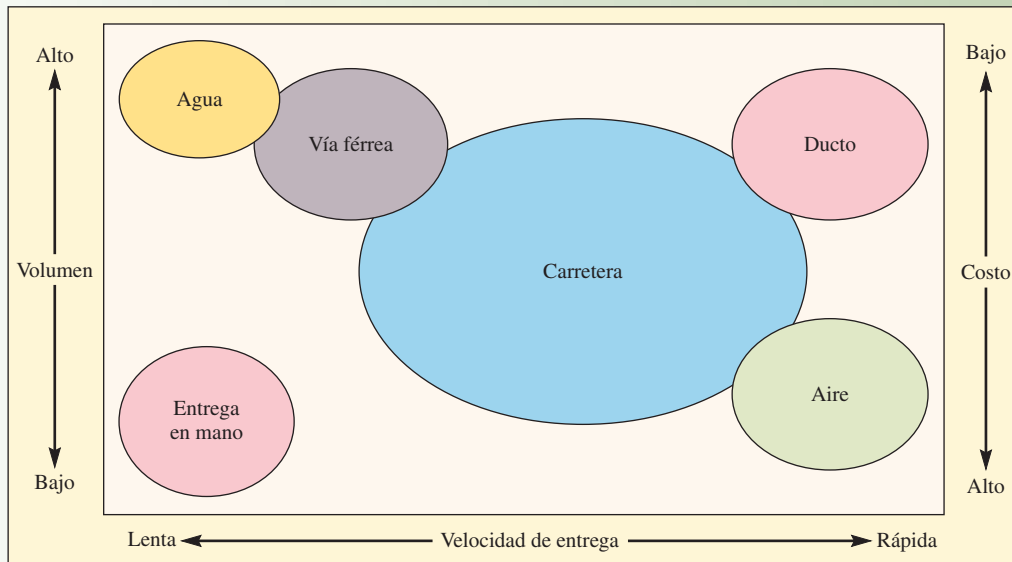 Alto
Bajo
Agua
Vía férrea
Ducto
Volumen
Carretera
Costo
Entrega
en mano
Aire
Bajo
Alto
Lenta
Velocidad de entrega
Rápida